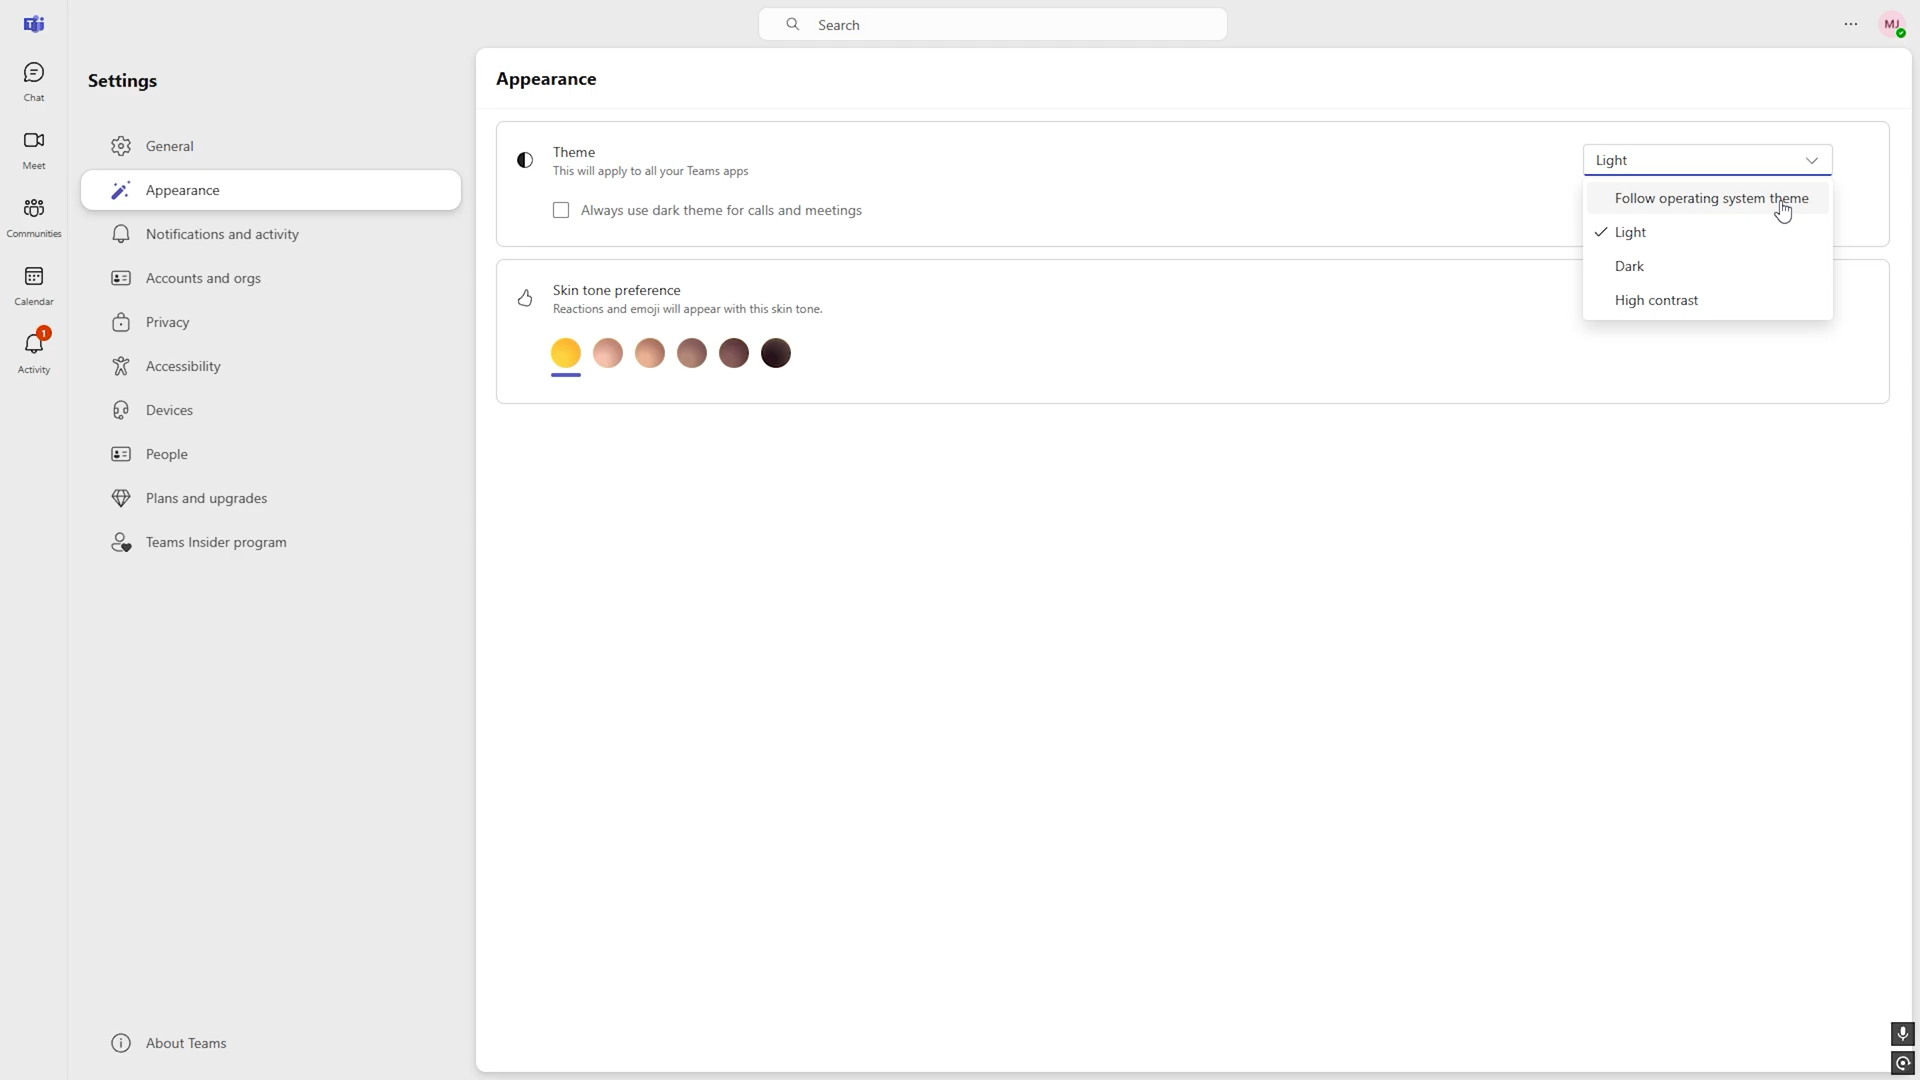 Search
MJ
Chat
Meet
Communities
Calendar
1
Activity
Settings
General
Appearance
Notifications and activity
Accounts and orgs
Privacy
Accessibility
Devices
People
Plans and upgrades
Teams Insider program
About Teams
Appearance
Theme
This will apply to all your Teams apps
Always use dark theme for calls and meetings
Light
Follow operating system theme
Light
Dark
High contrast
Skin tone preference
Reactions and emoji will appear with this skin tone.